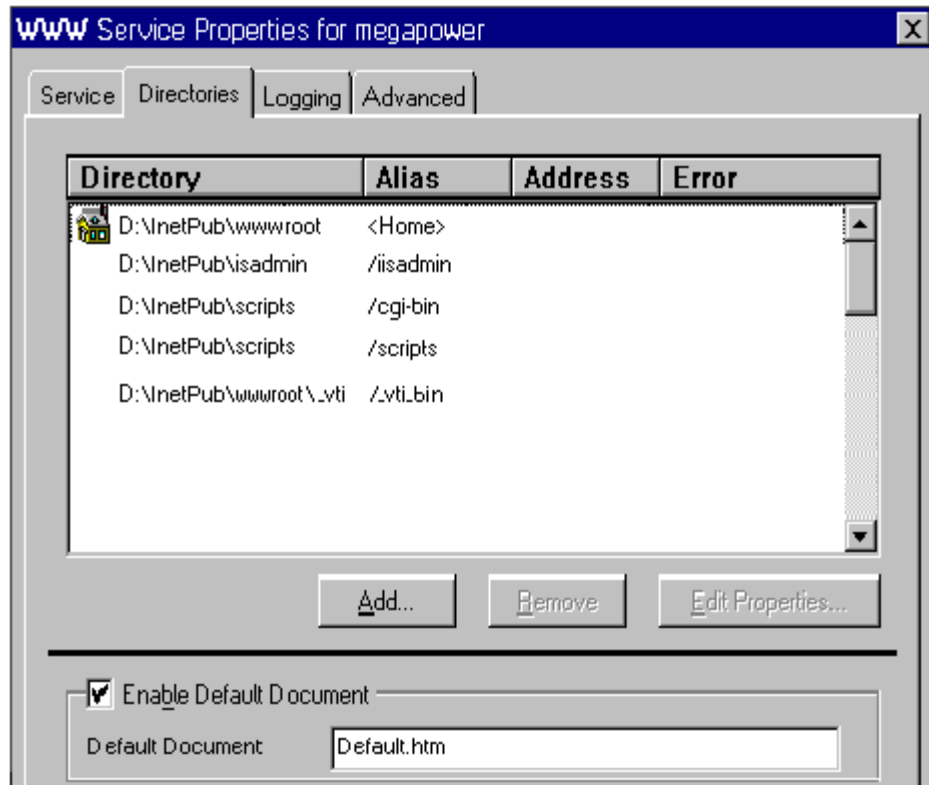 WWW Service Properties for megapower
Service Directories Logging Advanced
Directory Alias Address Error
D:\InetPub\wwwroot <Home>
D:\InetPub\isadmin /iisadmin
D:\InetPub\scripts /cgi-bin
D:\InetPub\scripts /scripts
D:\InetPub\wwwroot\_vti /_vti_bin
Add... Remove Edit Properties...
Enable Default Document
Default Document Default.htm